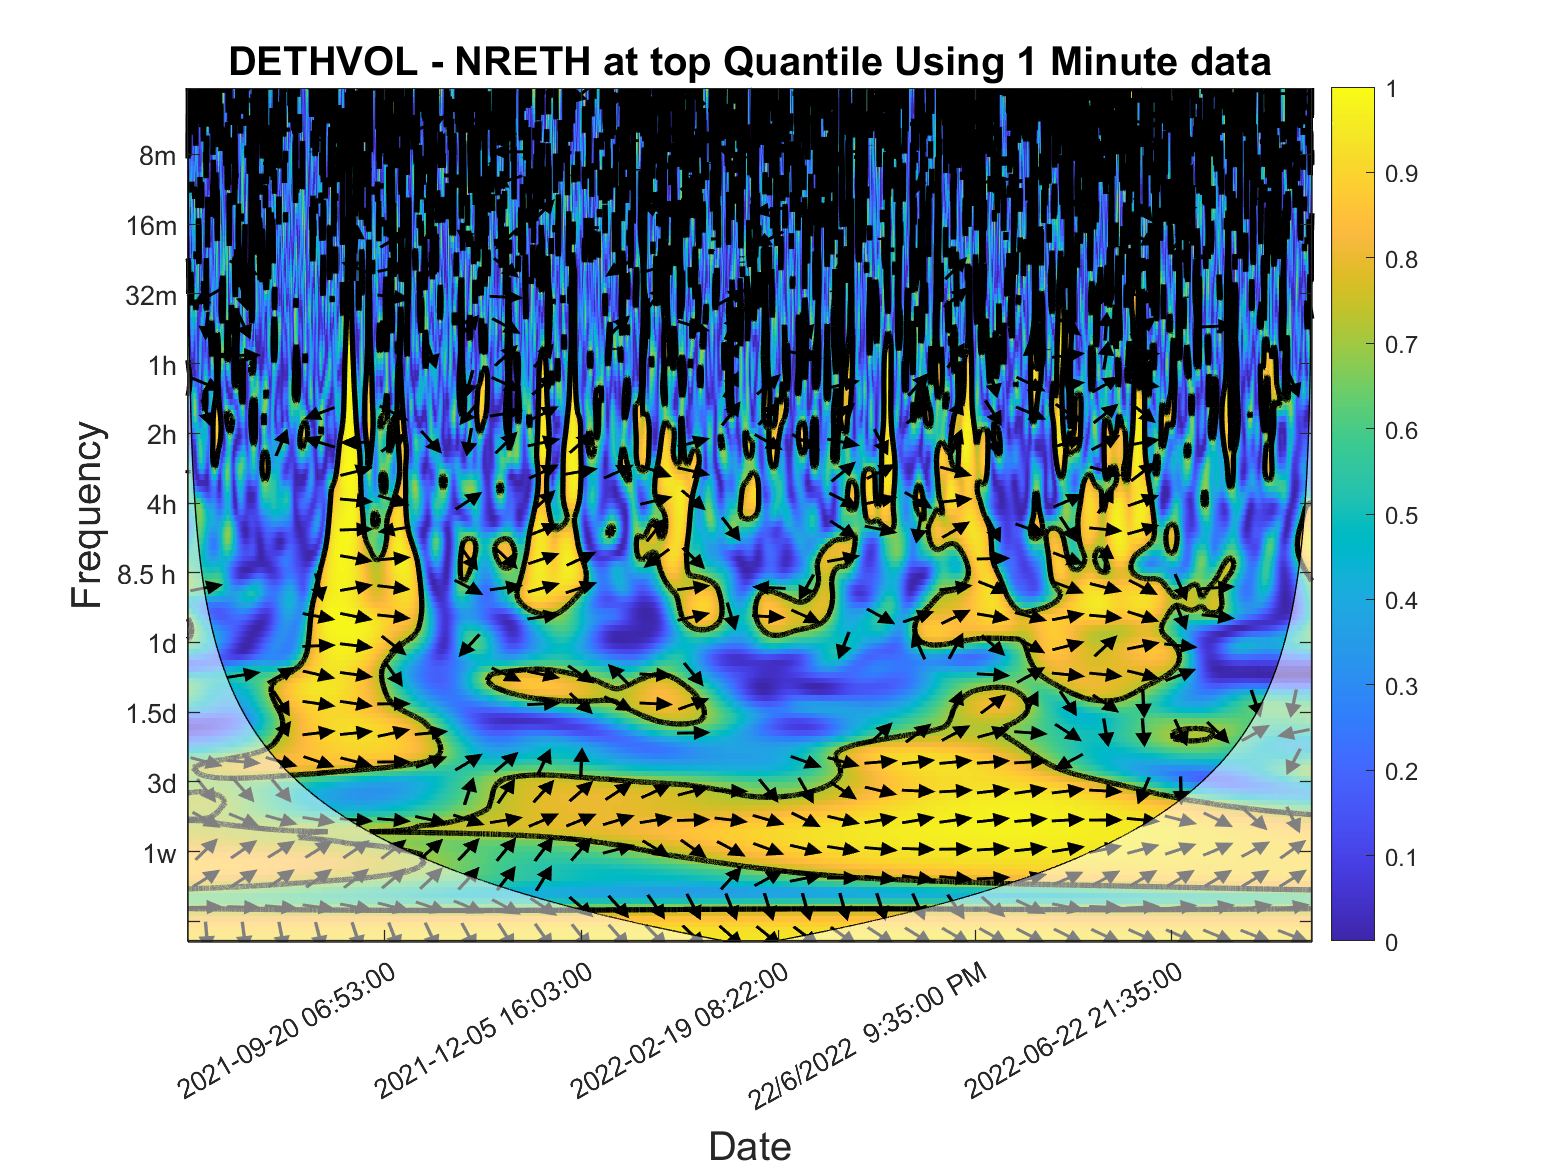 DETHVOL - NRETH at top Quantile Using 1 Minute data
Frequency
8m
16m
32m
1h
2h
4h
8.5 h
1d
1.5d
3d
1w
1
0.9
0.8
0.7
0.6
0.5
0.4
0.3
0.2
0.1
0
2021-09-20 06:53:00
2021-12-05 16:03:00
2022-02-19 08:22:00
22/6/2022 9:35:00 PM
2022-06-22 21:35:00
Date